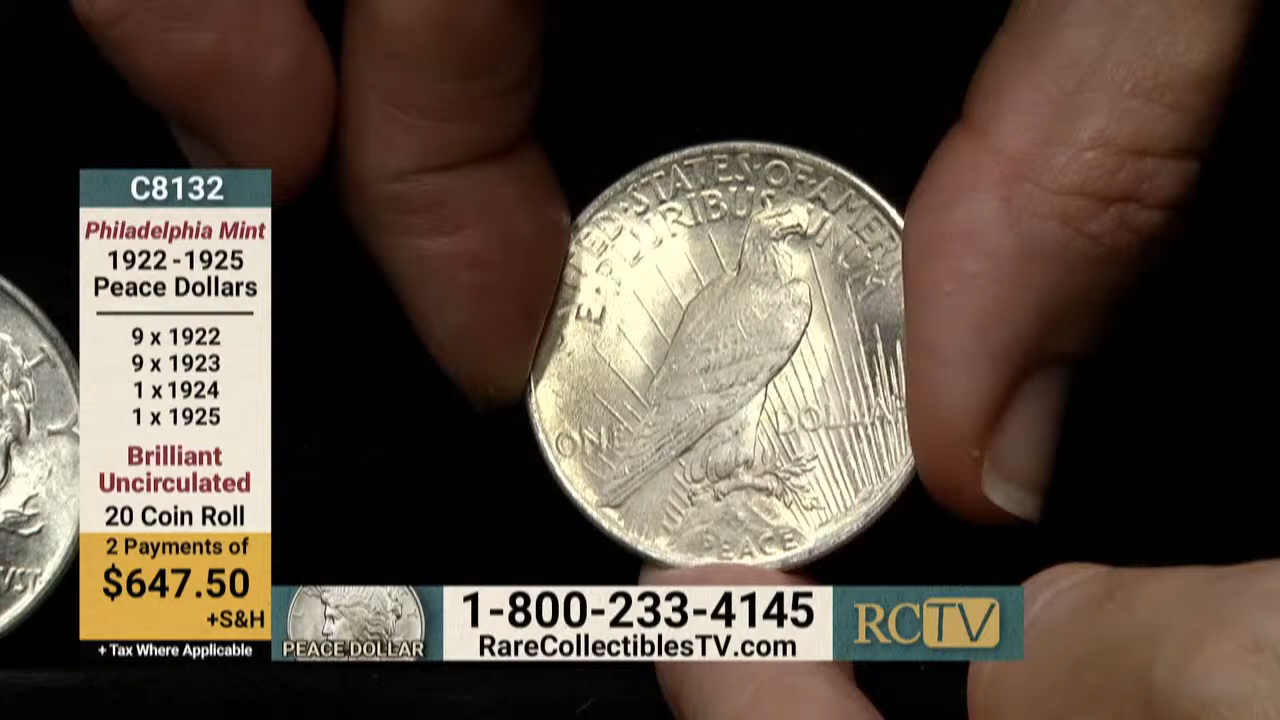 C8132
Philadelphia Mint
1922-1925
Peace Dollars
9 x 1922
9 x 1923
1 x 1924
1 x 1925
Brilliant
Uncirculated
20 Coin Roll
2 Payments of
$647.50
+S&H
+ Tax Where Applicable
UNITED·STATES·OF·AMERI
E·PLURIBUS UNUM
ONE DOLLAR
PEACE
PEACE DOLLAR
1-800-233-4145
RareCollectiblesTV.com
RCTV